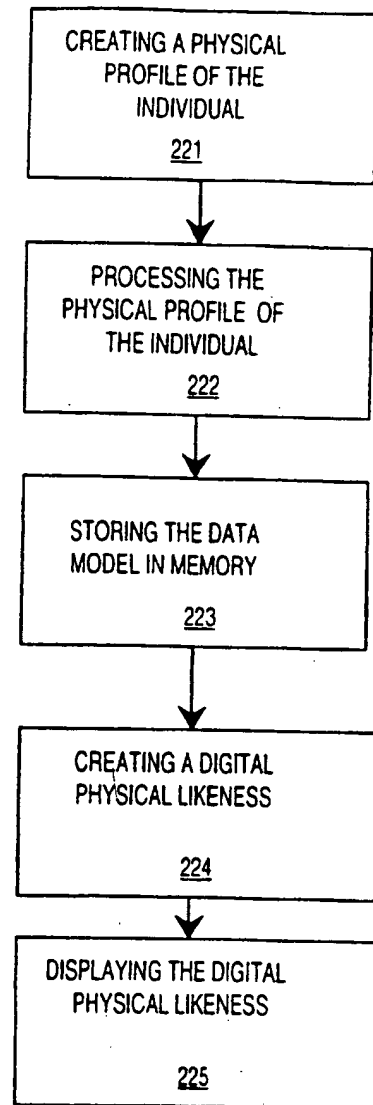 CREATING A PHYSICAL
PROFILE OF THE
INDIVIDUAL
221
PROCESSING THE
PHYSICAL PROFILE OF
THE INDIVIDUAL
222
STORING THE DATA
MODEL IN MEMORY
223
CREATING A DIGITAL
PHYSICAL LIKENESS
224
DISPLAYING THE DIGITAL
PHYSICAL LIKENESS
225